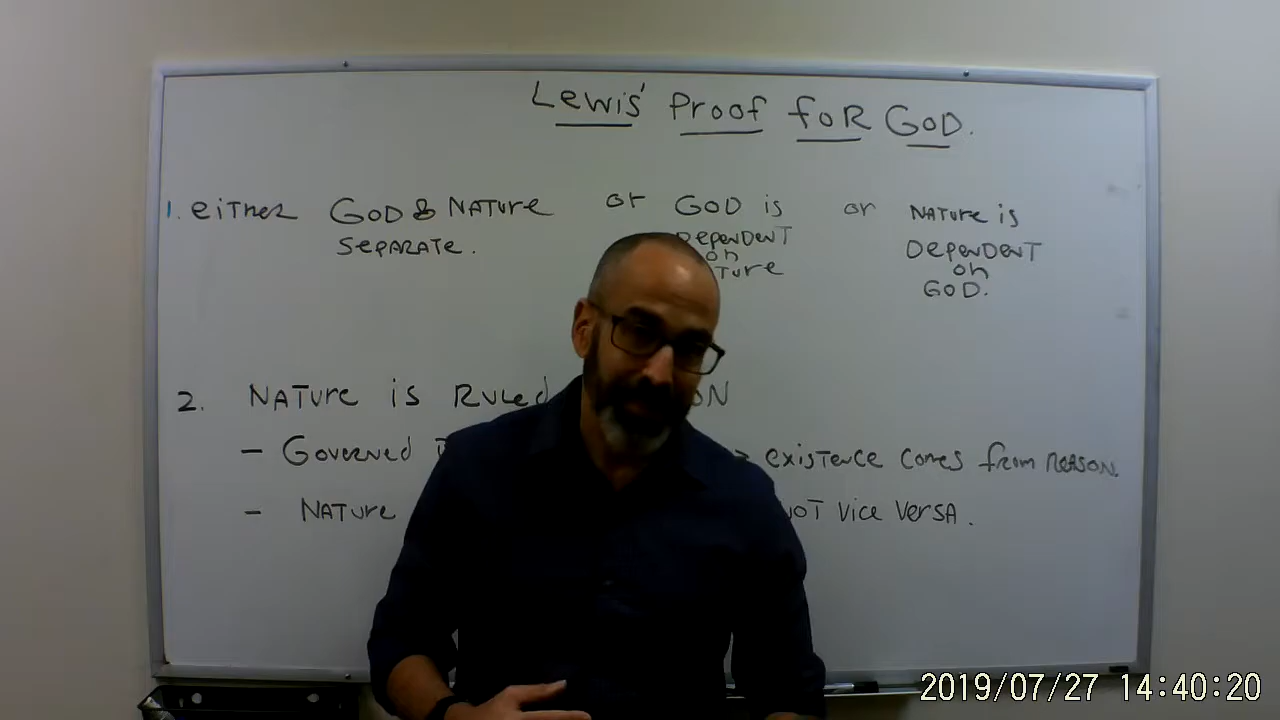 Lewis' Proof foR GOD.
1. eiTHer GOD & NATUre or GOD is or NATUre is
SePARATe. DePenDenT DePenDenT
on on
GOD.
2. NATUre is RULeD
- GoverneD existence comes from REASON.
- NATUre NOT vice versA.
2019/07/27 14:40:20